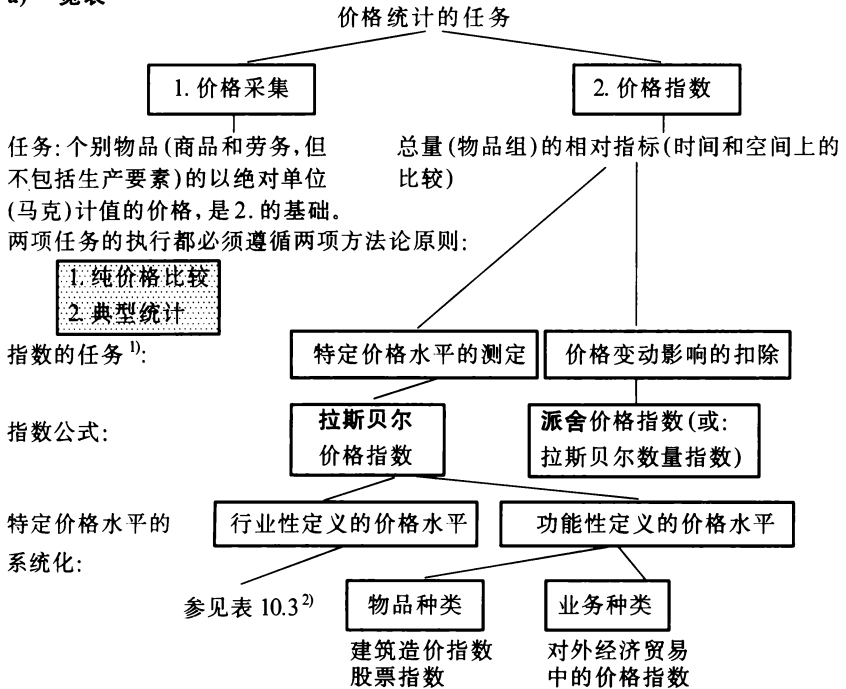 价格统计的任务
1. 价格采集
2. 价格指数
任务: 个别物品 (商品和劳务, 但
不包括生产要素) 的以绝对单位
(马克) 计值的价格, 是 2. 的基础。
总量 (物品组) 的相对指标 (时间和空间上的
比较)
两项任务的执行都必须遵循两项方法论原则:
1. 纯价格比较
2. 典型统计
指数的任务 1):
特定价格水平的测定
价格变动影响的扣除
指数公式:
拉斯贝尔
价格指数
派舍价格指数 (或:
拉斯贝尔数量指数)
特定价格水平的
系统化:
行业性定义的价格水平
功能性定义的价格水平
参见表 10.3 2)
物品种类
业务种类
建筑造价指数
股票指数
对外经济贸易
中的价格指数